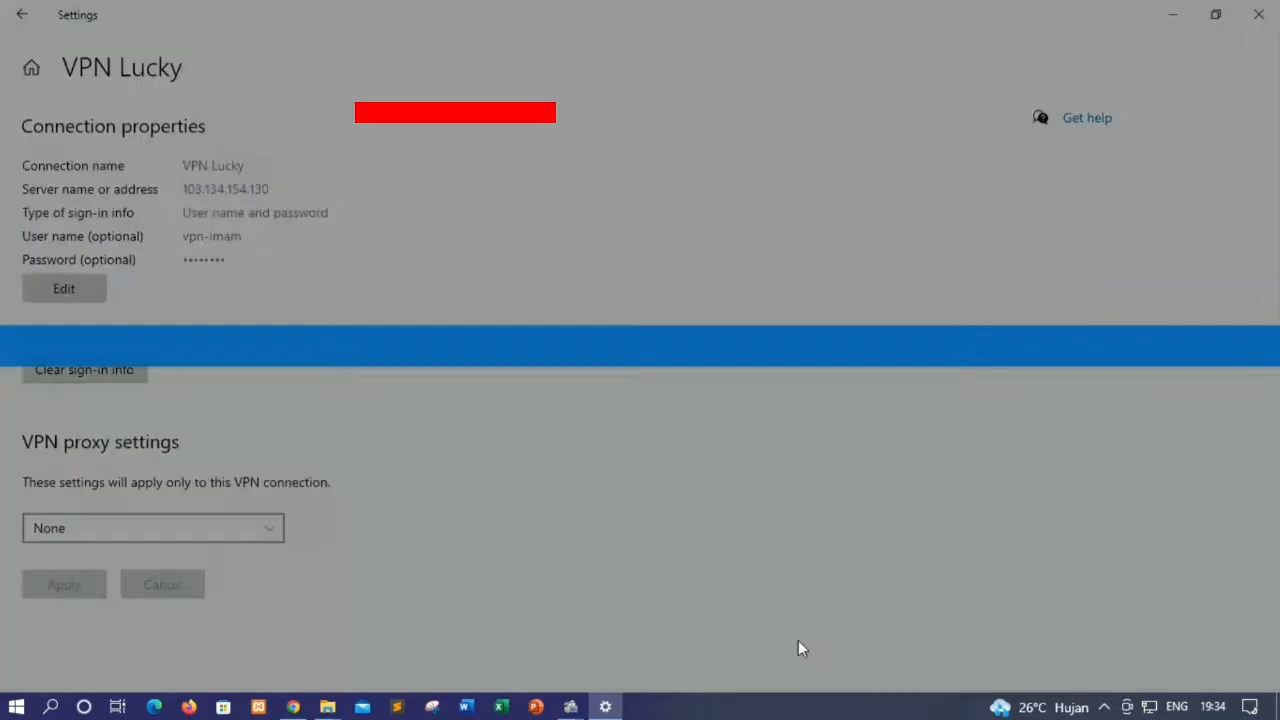 Settings
VPN Lucky
Connection properties
Get help
Connection name VPN Lucky
Server name or address 103.134.154.130
Type of sign-in info User name and password
User name (optional) vpn-imam
Password (optional) ••••••••
Edit
Clear sign-in info
VPN proxy settings
These settings will apply only to this VPN connection.
None
Apply Cancel
26°C Hujan ENG 19:34